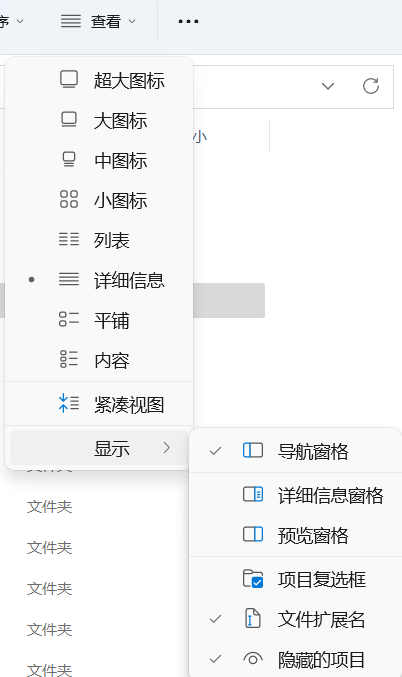 序 查看
超大图标
大图标
小
中图标
小图标
列表
详细信息
平铺
内容
紧凑视图
显示
导航窗格
文件夹
详细信息窗格
文件夹
预览窗格
文件夹
项目复选框
文件夹
文件扩展名
文件夹
隐藏的项目
文件夹